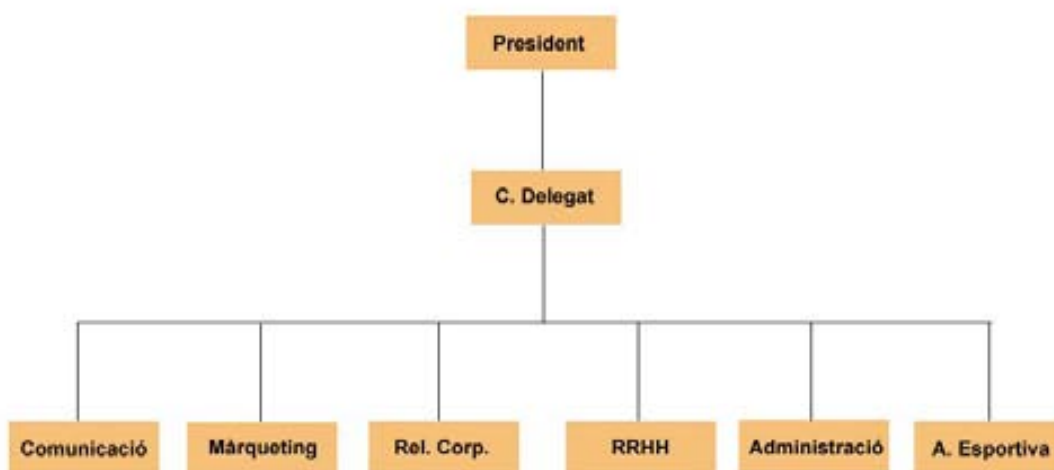 President
C. Delegat
Comunicació
Màrqueting
Rel. Corp.
RRHH
Administració
A. Esportiva